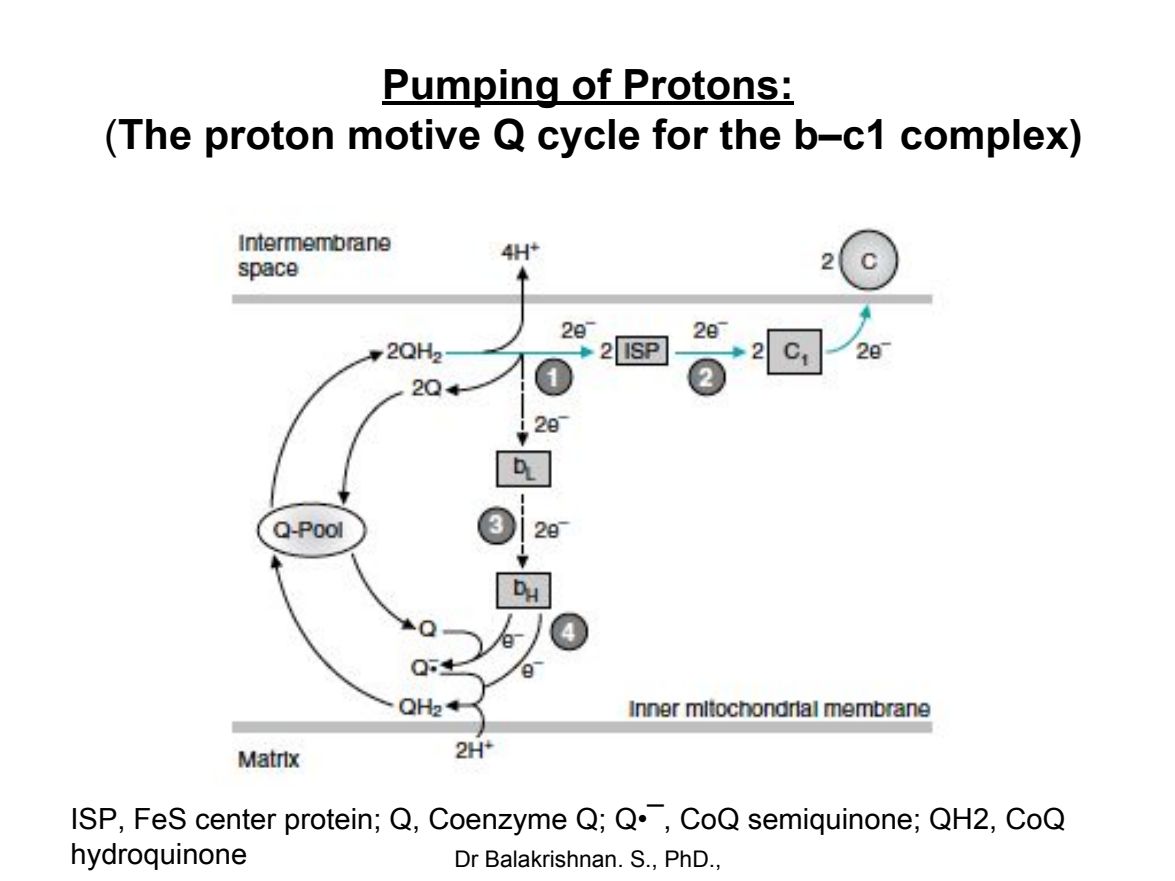 Pumping of Protons:
(The proton motive Q cycle for the b–c1 complex)
Intermembrane
space
4H⁺
2 C
2QH₂
2e⁻
2 ISP
2e⁻
2 C₁
2e⁻
1
2
2Q
2e⁻
bL
3
2e⁻
Q-Pool
bH
4
Q
e⁻
Q•⁻
e⁻
QH₂
Inner mitochondrial membrane
2H⁺
Matrix
ISP, FeS center protein; Q, Coenzyme Q; Q•¯, CoQ semiquinone; QH2, CoQ
hydroquinone
Dr Balakrishnan. S., PhD.,